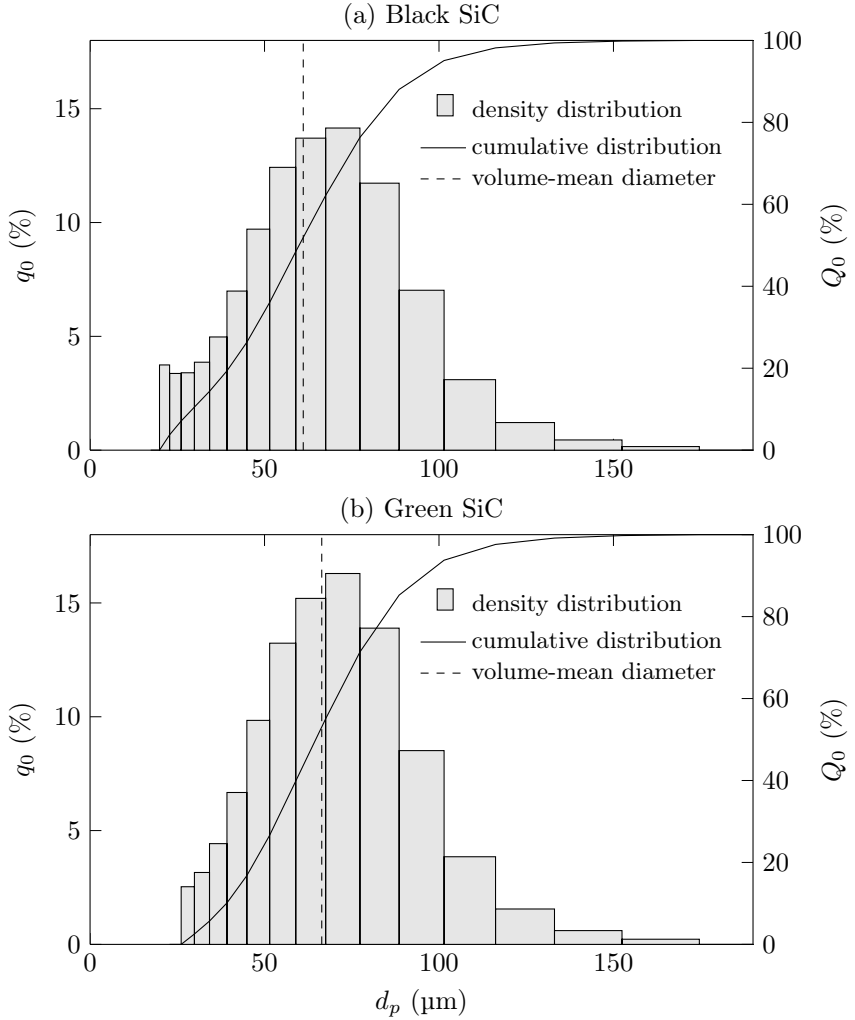 (a) Black SiC
15
10
5
0
q0 (%)
100
80
60
40
20
0
Q0 (%)
density distribution
cumulative distribution
volume-mean diameter
0 50 100 150
(b) Green SiC
15
10
5
0
q0 (%)
100
80
60
40
20
0
Q0 (%)
density distribution
cumulative distribution
volume-mean diameter
0 50 100 150
dp (µm)